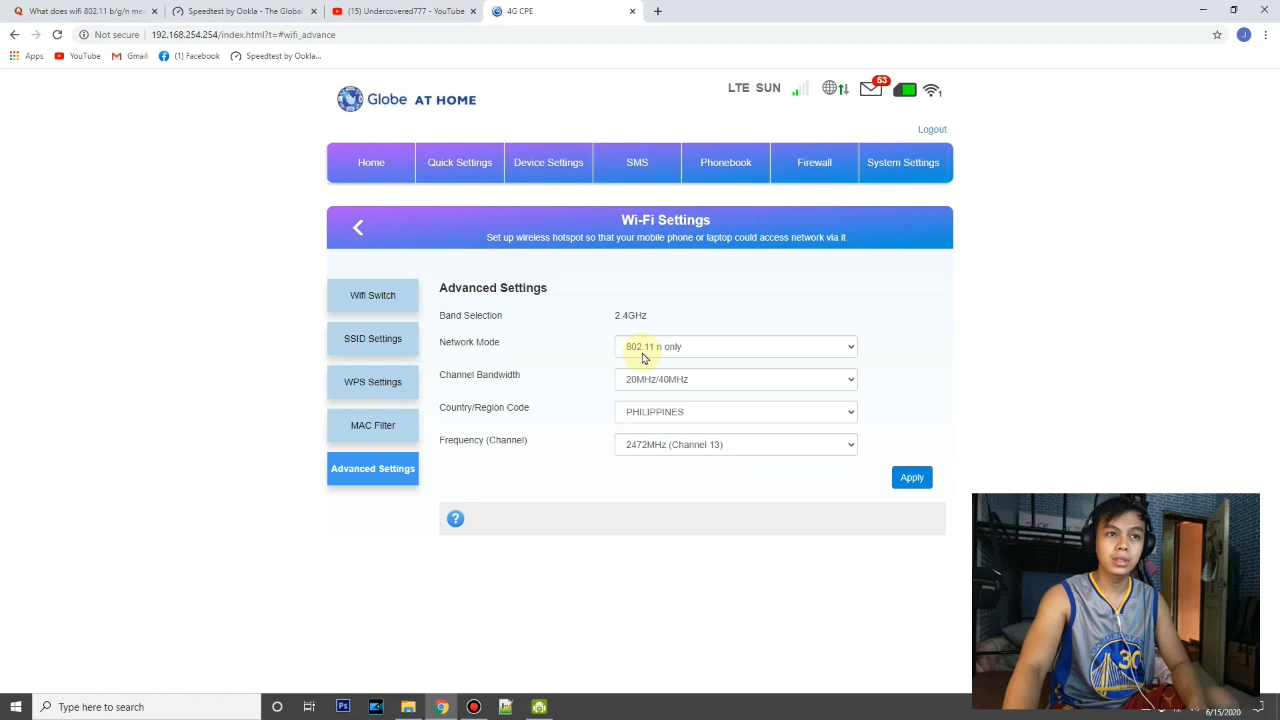 What does wifi 802.11 b/g/n me
Speedtest by Ookla - The Global
(15) Undercovered777 - YouTube
4G CPE
Not secure
192.168.254.254/index.html?t=#wifi_advance
J
Apps
YouTube
Gmail
(1) Facebook
Speedtest by Ookla...
Globe AT HOME
LTE SUN
53
1
Logout
Home
Quick Settings
Device Settings
SMS
Phonebook
Firewall
System Settings
Wi-Fi Settings
Set up wireless hotspot so that your mobile phone or laptop could access network via it
Wifi Switch
SSID Settings
WPS Settings
MAC Filter
Advanced Settings
Advanced Settings
Band Selection
2.4GHz
Network Mode
802.11 n only
Channel Bandwidth
20MHz/40MHz
Country/Region Code
PHILIPPINES
Frequency (Channel)
2472MHz (Channel 13)
Apply
?
GOLDEN STATE
30
Type here to search
Ps
6/15/2020